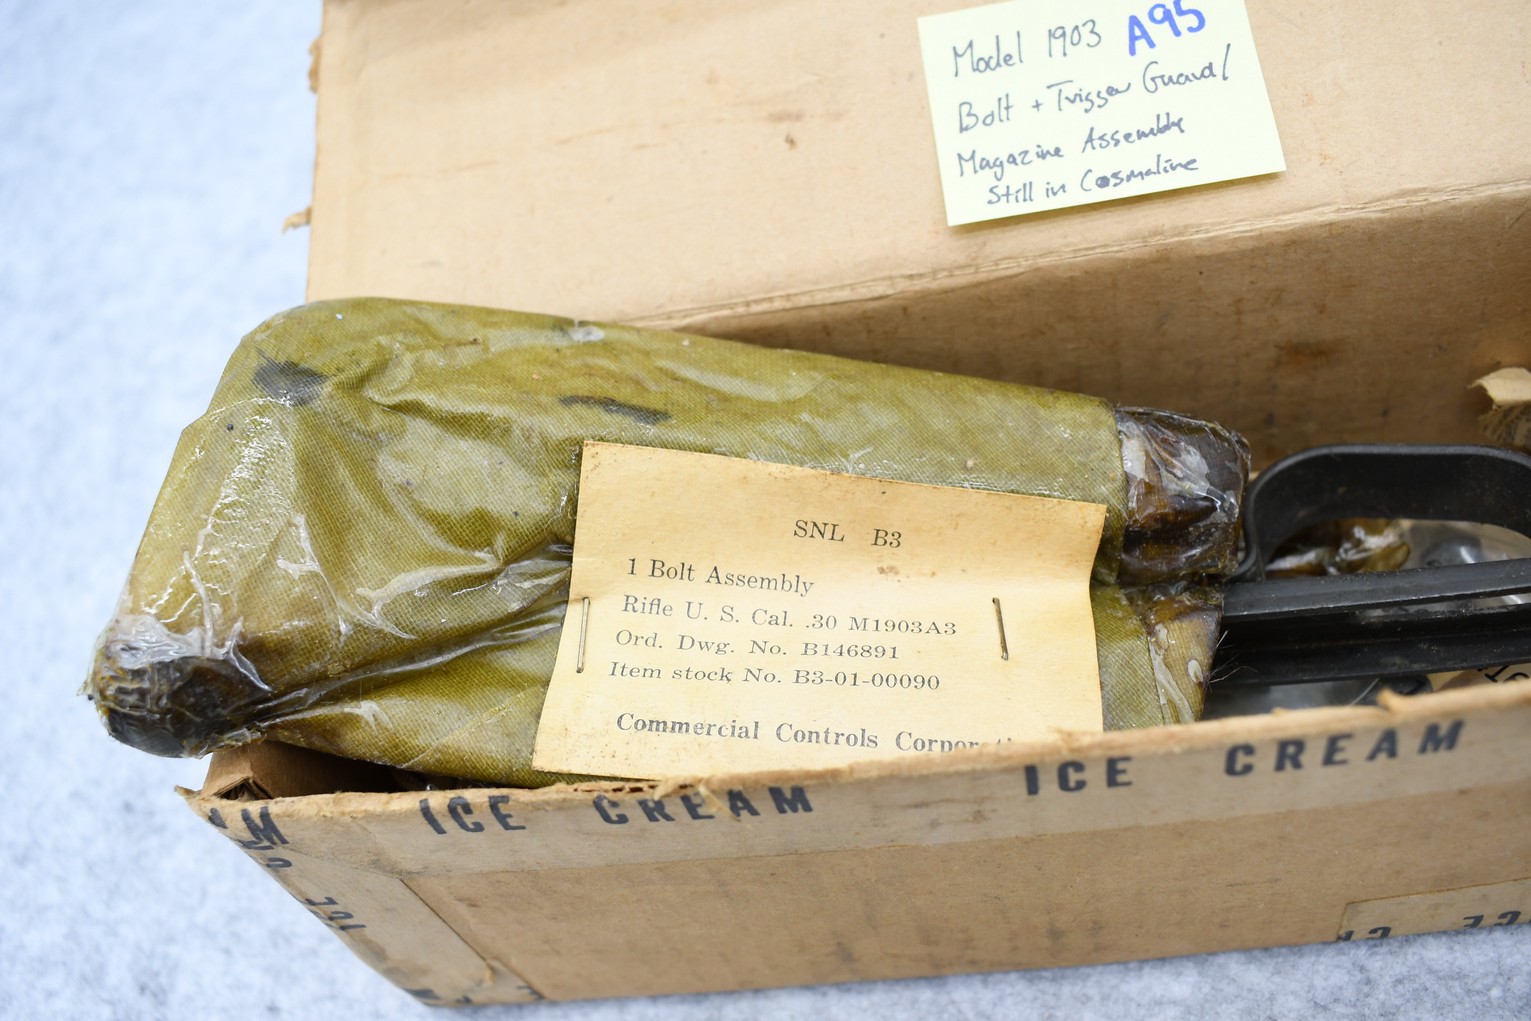 Model 1903 A95
Bolt + Trigger Guard/
Magazine Assembly
Still in Cosmaline
SNL B3
1 Bolt Assembly
Rifle U. S. Cal. .30 M1903A3
Ord. Dwg. No. B146891
Item stock No. B3-01-00090
Commercial Controls
ICE CREAM ICE CREAM